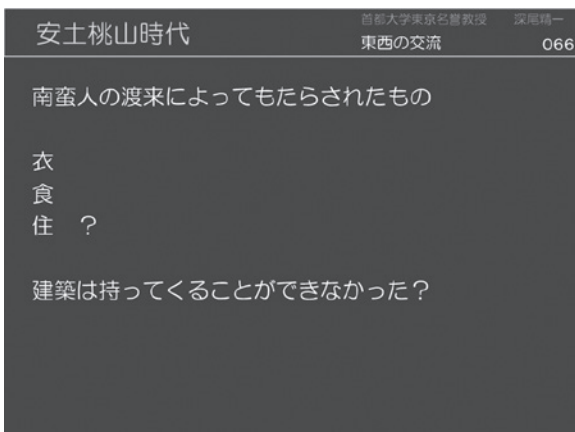 安土桃山時代
首都大学東京名誉教授　深尾精一
東西の交流
066
南蛮人の渡来によってもたらされたもの
衣
食
住　？
建築は持ってくることができなかった？